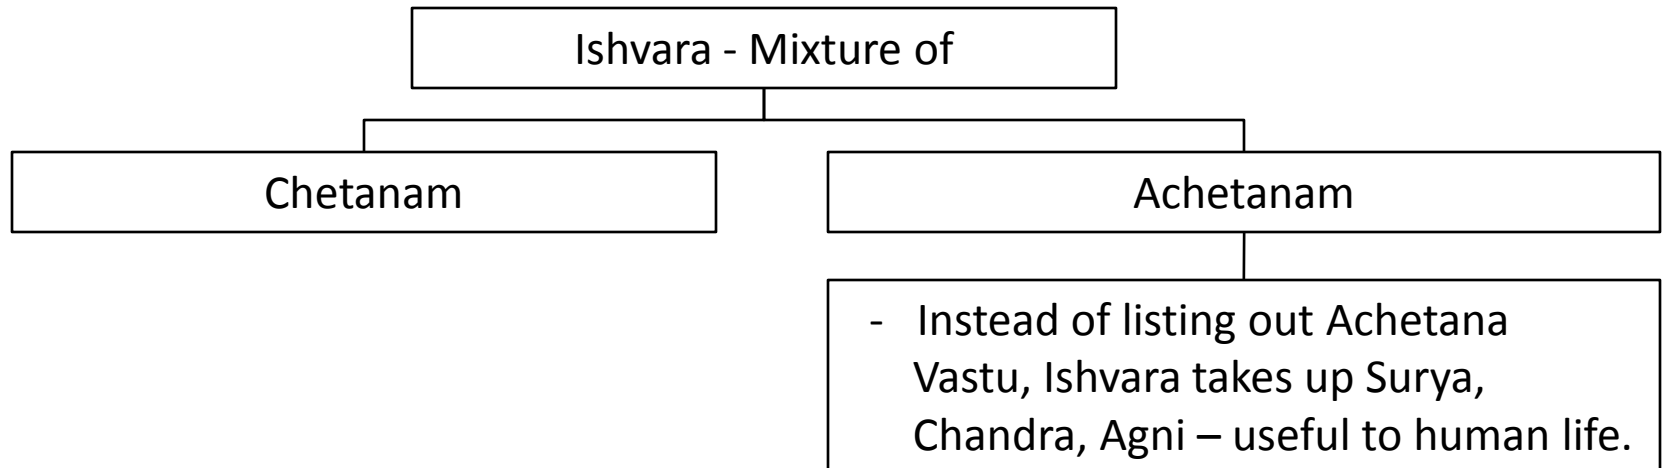 Ishvara - Mixture of
Chetanam
Achetanam
- Instead of listing out Achetana
Vastu, Ishvara takes up Surya,
Chandra, Agni – useful to human life.